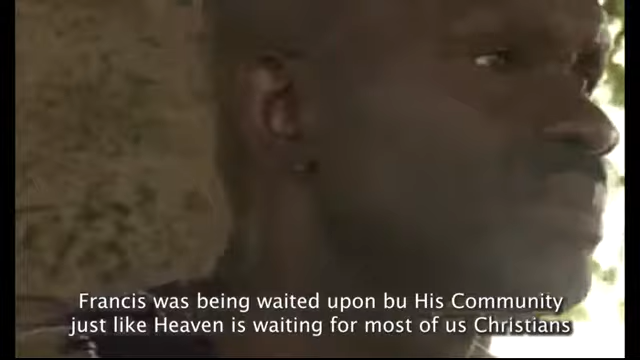 Francis was being waited upon bu His Community
just like Heaven is waiting for most of us Christians